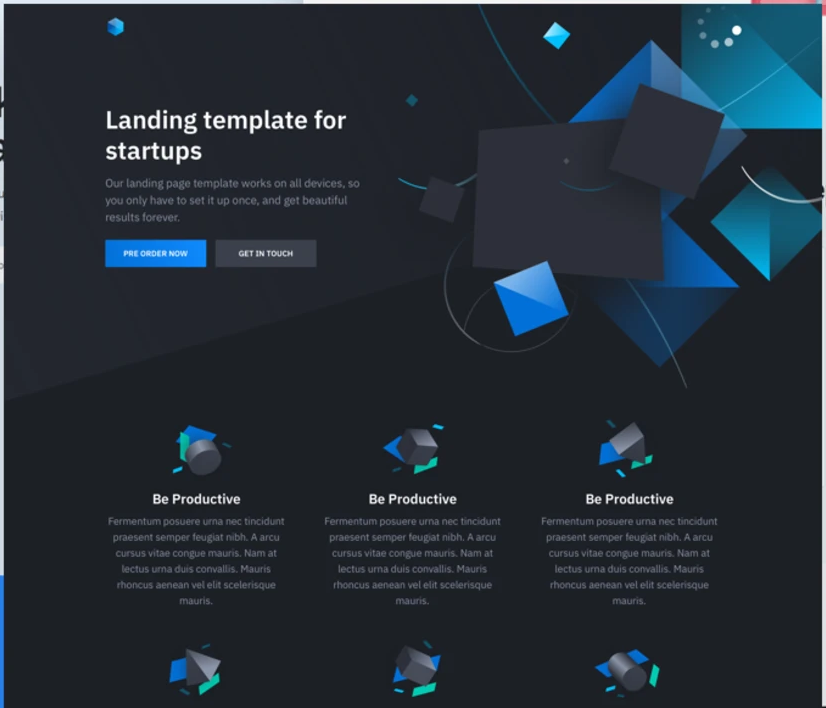 Landing template for
startups
Our landing page template works on all devices, so
you only have to set it up once, and get beautiful
results forever.
PRE ORDER NOW
GET IN TOUCH
Be Productive
Fermentum posuere urna nec tincidunt
praesent semper feugiat nibh. A arcu
cursus vitae congue mauris. Nam at
lectus urna duis convallis. Mauris
rhoncus aenean vel elit scelerisque
mauris.
Be Productive
Fermentum posuere urna nec tincidunt
praesent semper feugiat nibh. A arcu
cursus vitae congue mauris. Nam at
lectus urna duis convallis. Mauris
rhoncus aenean vel elit scelerisque
mauris.
Be Productive
Fermentum posuere urna nec tincidunt
praesent semper feugiat nibh. A arcu
cursus vitae congue mauris. Nam at
lectus urna duis convallis. Mauris
rhoncus aenean vel elit scelerisque
mauris.